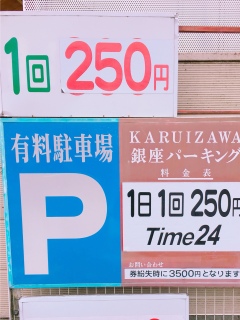 1回 250円
有料駐車場
P
KARUIZAWA
銀座パーキング
料金表
1日1回 250円
Time24
お問い合わせ
券紛失時に3500円となります